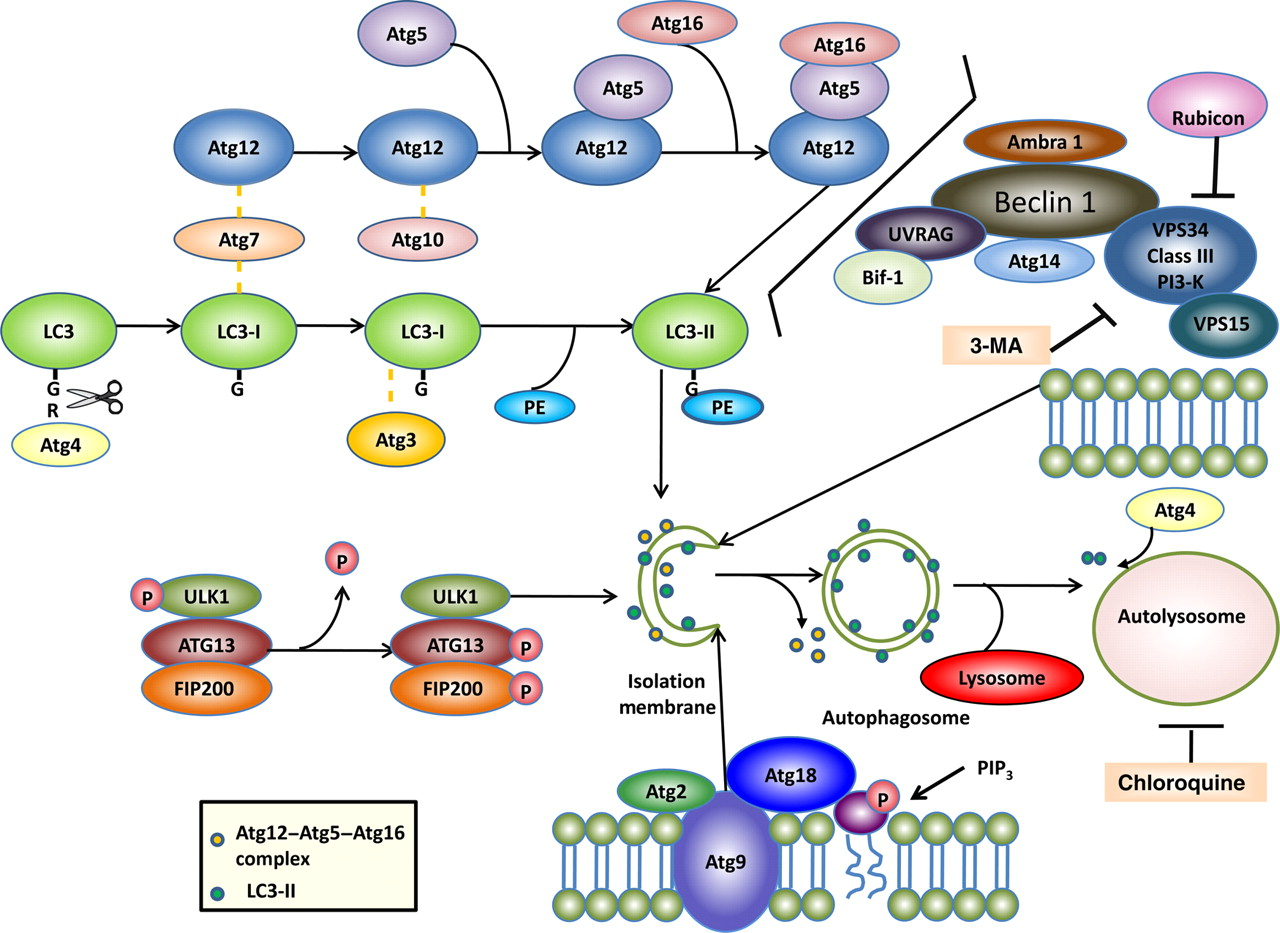 Atg5
Atg16
Atg16
Atg5
Atg5
Atg12
Atg12
Atg12
Atg12
Rubicon
Ambra 1
Beclin 1
UVRAG
Bif-1
Atg14
VPS34
Class III
PI3-K
VPS15
3-MA
Atg7
Atg10
LC3
LC3-I
LC3-I
LC3-II
G
R
G
G
G
PE
PE
Atg4
Atg3
Atg4
P
P
ULK1
ATG13
FIP200
ULK1
ATG13
FIP200
P
P
Isolation
membrane
Autophagosome
Lysosome
Autolysosome
Chloroquine
Atg2
Atg18
Atg9
P
PIP3
Atg12–Atg5–Atg16
complex
LC3-II